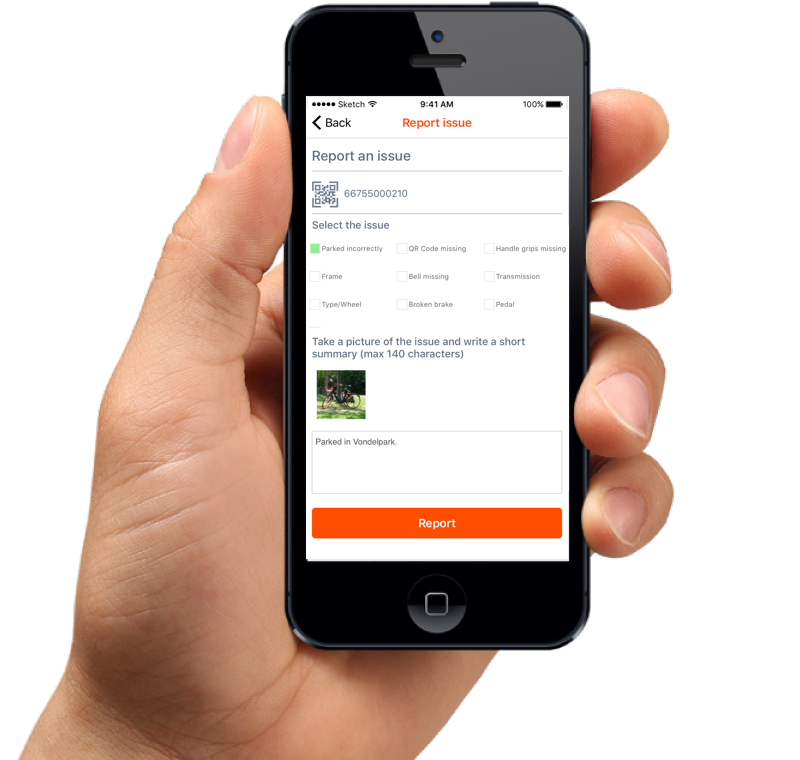 Sketch 9:41 AM 100%
Back Report issue
Report an issue
66755000210
Select the issue
Parked incorrectly QR Code missing Handle grips missing
Frame Bell missing Transmission
Type/Wheel Broken brake Pedal
Take a picture of the issue and write a short
summary (max 140 characters)
Parked in Vondelpark.
Report